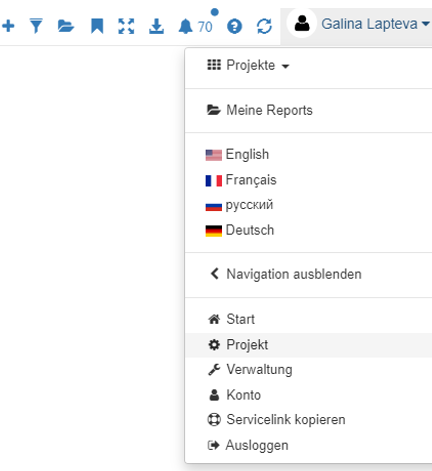 70
Galina Lapteva
Projekte
Meine Reports
English
Français
русский
Deutsch
Navigation ausblenden
Start
Projekt
Verwaltung
Konto
Servicelink kopieren
Ausloggen